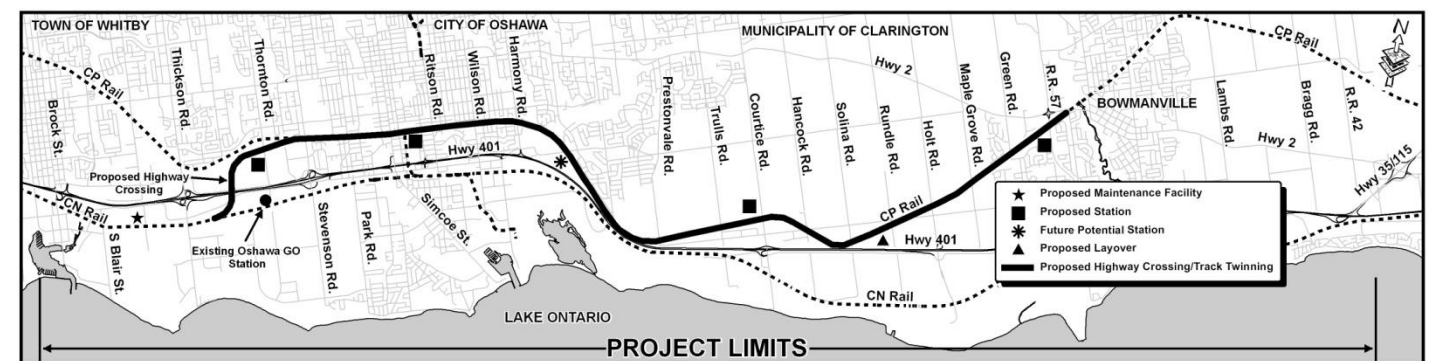 TOWN OF WHITBY
CITY OF OSHAWA
MUNICIPALITY OF CLARINGTON
N
CP Rail
Brock St.
Thickson Rd.
Thornton Rd.
Ritson Rd.
Wilson Rd.
Harmony Rd.
Hwy 2
Prestonvale Rd.
Trulls Rd.
Courtice Rd.
Hancock Rd.
Solina Rd.
Rundle Rd.
Holt Rd.
Maple Grove Rd.
Green Rd.
R.R. 57
BOWMANVILLE
CP Rail
Lambs Rd.
Bragg Rd.
R.R. 42
Hwy 2
Hwy 35/115
Hwy 401
Proposed Highway
Crossing
CN Rail
S Blair St.
Existing Oshawa GO
Station
Stevenson Rd.
Park Rd.
Simcoe St.
CP Rail
Hwy 401
CN Rail
Proposed Maintenance Facility
Proposed Station
Future Potential Station
Proposed Layover
Proposed Highway Crossing/Track Twinning
LAKE ONTARIO
PROJECT LIMITS